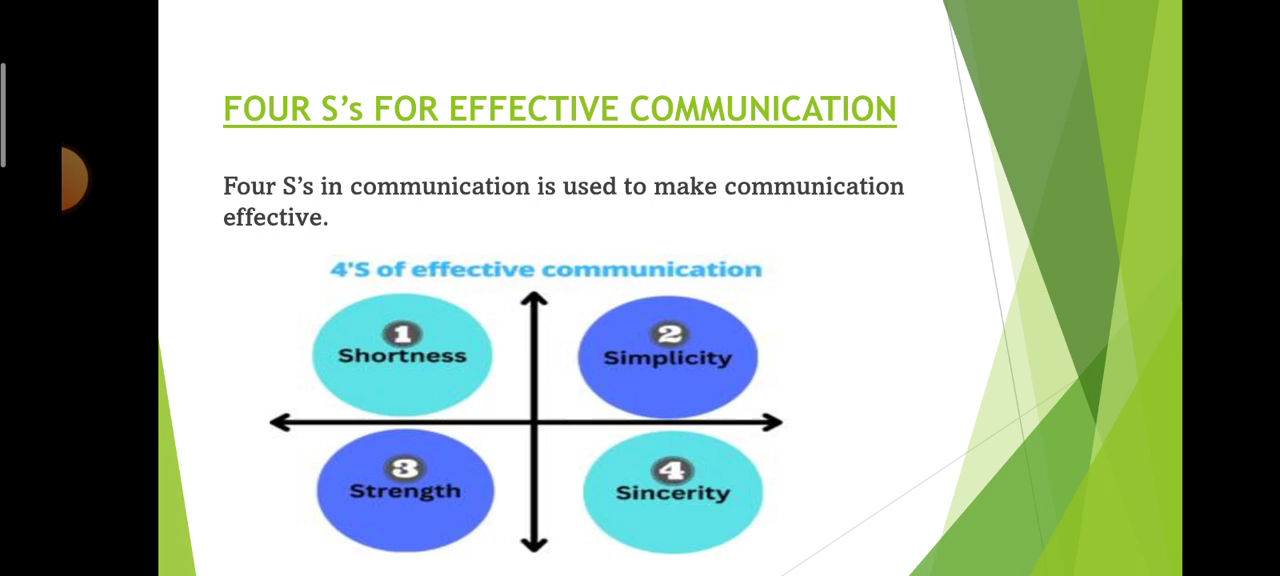 FOUR S’s FOR EFFECTIVE COMMUNICATION
Four S’s in communication is used to make communication
effective.
4'S of effective communication
1
Shortness
2
Simplicity
3
Strength
4
Sincerity